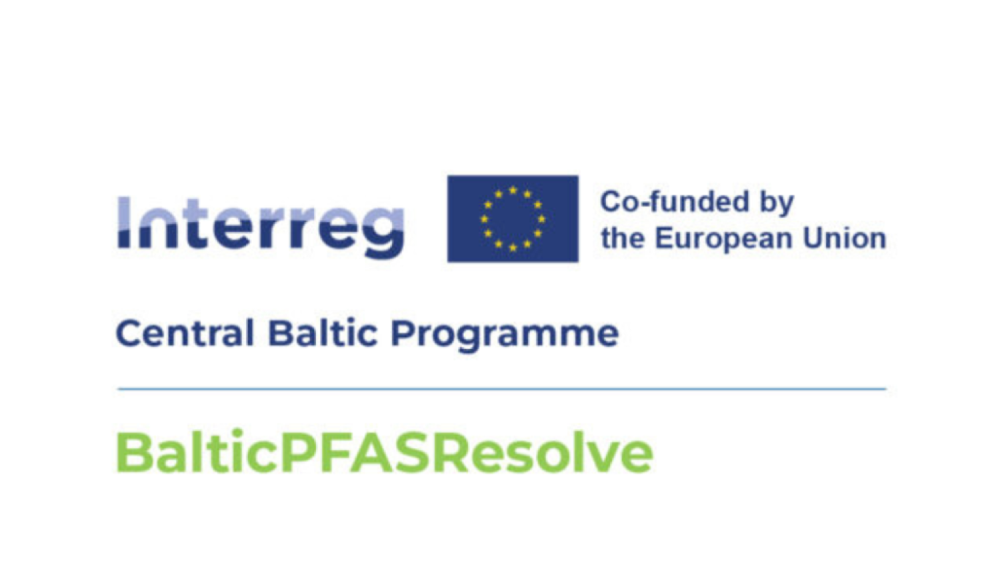 Interreg
Co-funded by
the European Union
Central Baltic Programme
BalticPFASResolve